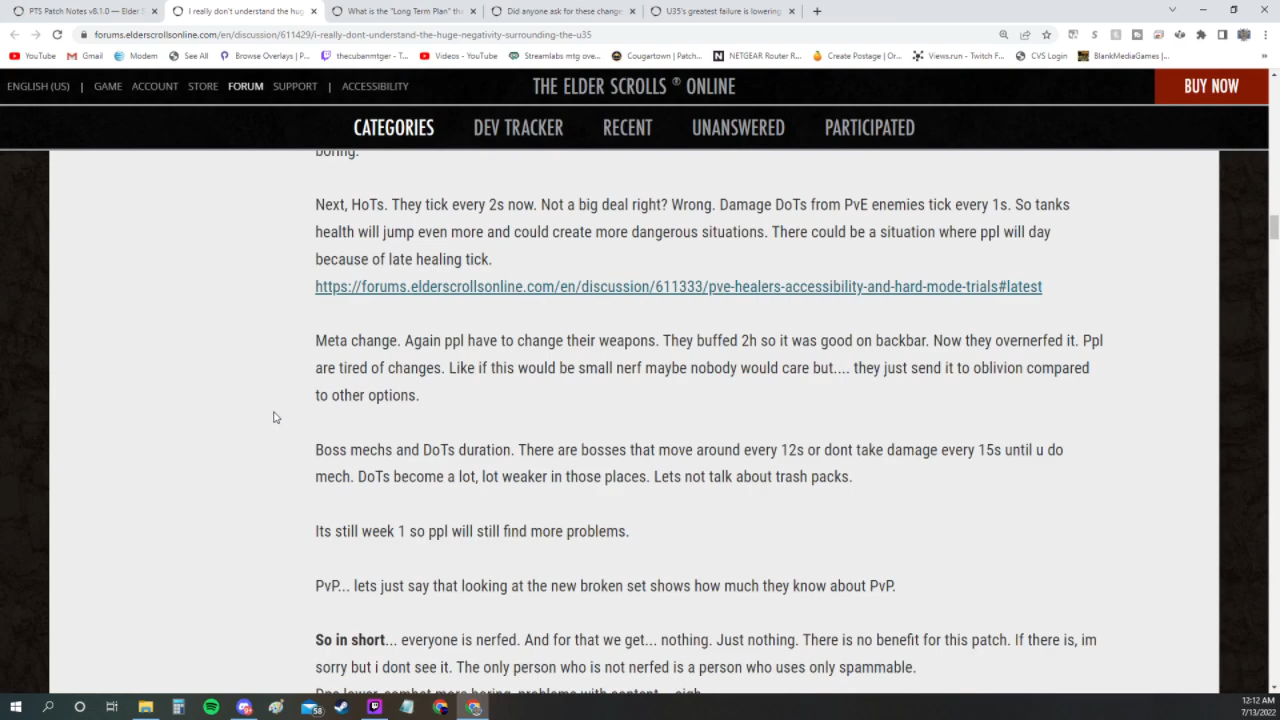 PTS Patch Notes v8.1.0 — Elder S
I really don't understand the hug
What is the "Long Term Plan" tha
Did anyone ask for these change
U35's greatest failure is lowering
forums.elderscrollsonline.com/en/discussion/611429/i-really-dont-understand-the-huge-negativity-surrounding-the-u35
YouTube
Gmail
Modem
See All
Browse Overlays | P...
thecubanmtger - T...
Videos - YouTube
Streamlabs mtg ove...
Cougartown | Patch...
NETGEAR Router R...
Create Postage | Or...
Views.run - Twitch F...
CVS Login
BlankMediaGames |...
ENGLISH (US) | GAME ACCOUNT STORE FORUM SUPPORT | ACCESSIBILITY
THE ELDER SCROLLS ® ONLINE
BUY NOW
CATEGORIES DEV TRACKER RECENT UNANSWERED PARTICIPATED
boring.
Next, HoTs. They tick every 2s now. Not a big deal right? Wrong. Damage DoTs from PvE enemies tick every 1s. So tanks
health will jump even more and could create more dangerous situations. There could be a situation where ppl will day
because of late healing tick.
https://forums.elderscrollsonline.com/en/discussion/611333/pve-healers-accessibility-and-hard-mode-trials#latest
Meta change. Again ppl have to change their weapons. They buffed 2h so it was good on backbar. Now they overnerfed it. Ppl
are tired of changes. Like if this would be small nerf maybe nobody would care but.... they just send it to oblivion compared
to other options.
Boss mechs and DoTs duration. There are bosses that move around every 12s or dont take damage every 15s until u do
mech. DoTs become a lot, lot weaker in those places. Lets not talk about trash packs.
Its still week 1 so ppl will still find more problems.
PvP... lets just say that looking at the new broken set shows how much they know about PvP.
So in short... everyone is nerfed. And for that we get... nothing. Just nothing. There is no benefit for this patch. If there is, im
sorry but i dont see it. The only person who is not nerfed is a person who uses only spammable.
Dps lower, combat more boring, problems with content... sigh
58
12:12 AM
7/13/2022